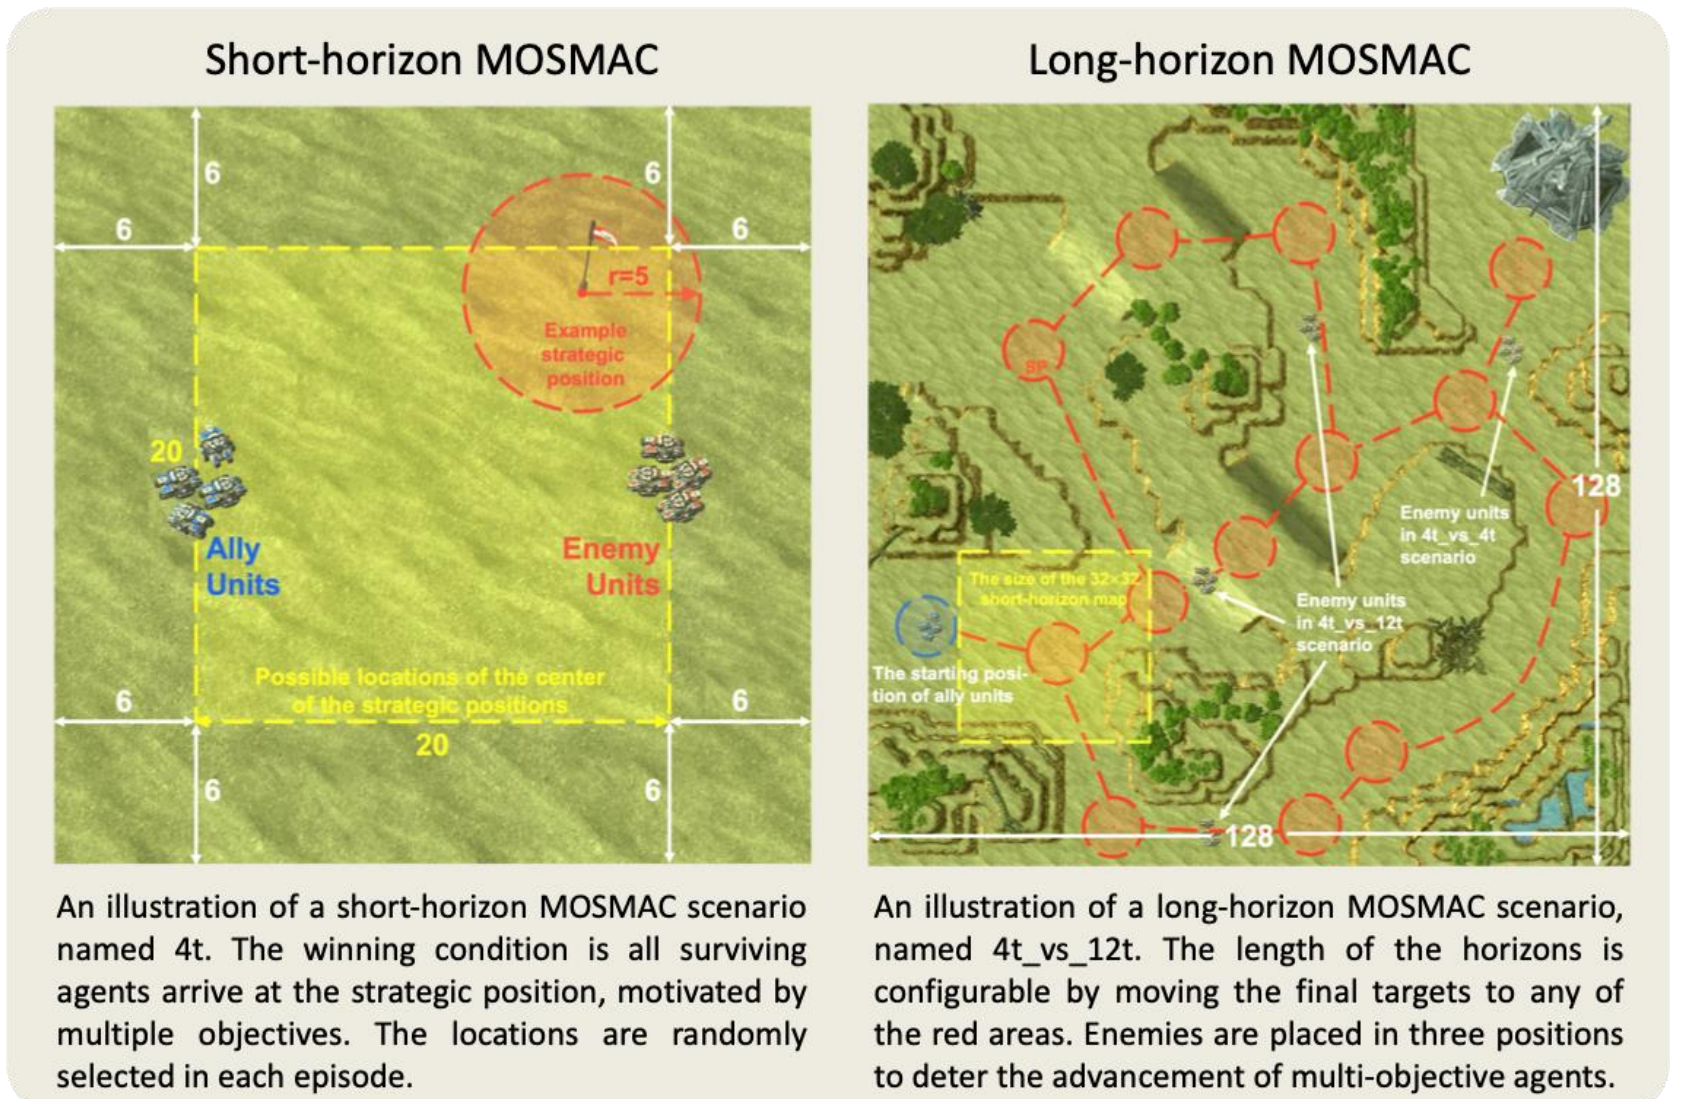 Short-horizon MOSMAC
6
6
6
6
r=5
Example
strategic
position
20
Ally
Units
Enemy
Units
Possible locations of the center
of the strategic positions
6
6
20
6
6
An illustration of a short-horizon MOSMAC scenario
named 4t. The winning condition is all surviving
agents arrive at the strategic position, motivated by
multiple objectives. The locations are randomly
selected in each episode.
Long-horizon MOSMAC
SP
128
Enemy units
in 4t_vs_4t
scenario
The size of the 32×32
short-horizon map
Enemy units
in 4t_vs_12t
scenario
The starting posi-
tion of ally units
128
An illustration of a long-horizon MOSMAC scenario,
named 4t_vs_12t. The length of the horizons is
configurable by moving the final targets to any of
the red areas. Enemies are placed in three positions
to deter the advancement of multi-objective agents.